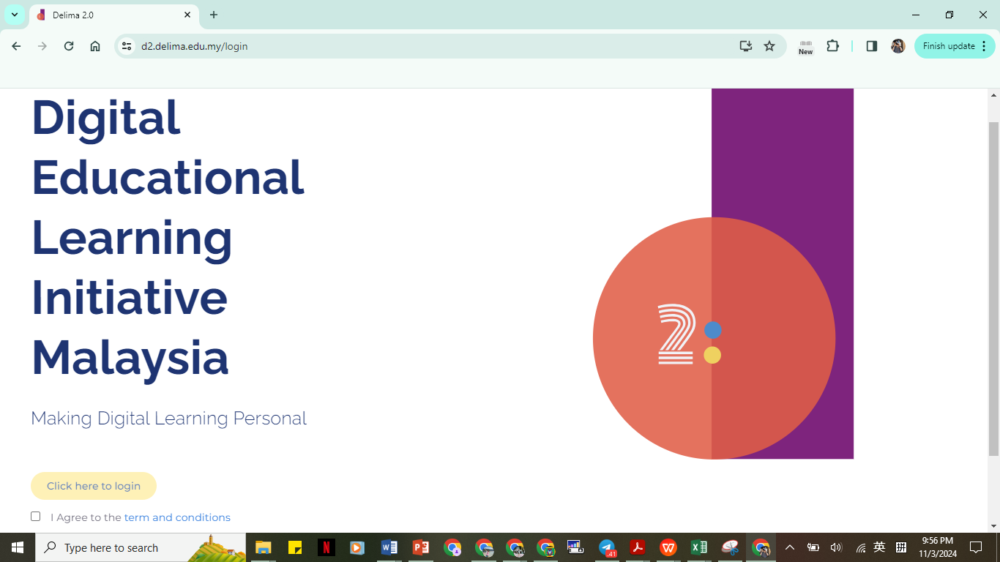 Delima 2.0
d2.delima.edu.my/login
New
Finish update
Digital
Educational
Learning
Initiative
Malaysia
2
Making Digital Learning Personal
Click here to login
I Agree to the term and conditions
Type here to search
41
英
拼
9:56 PM
11/3/2024